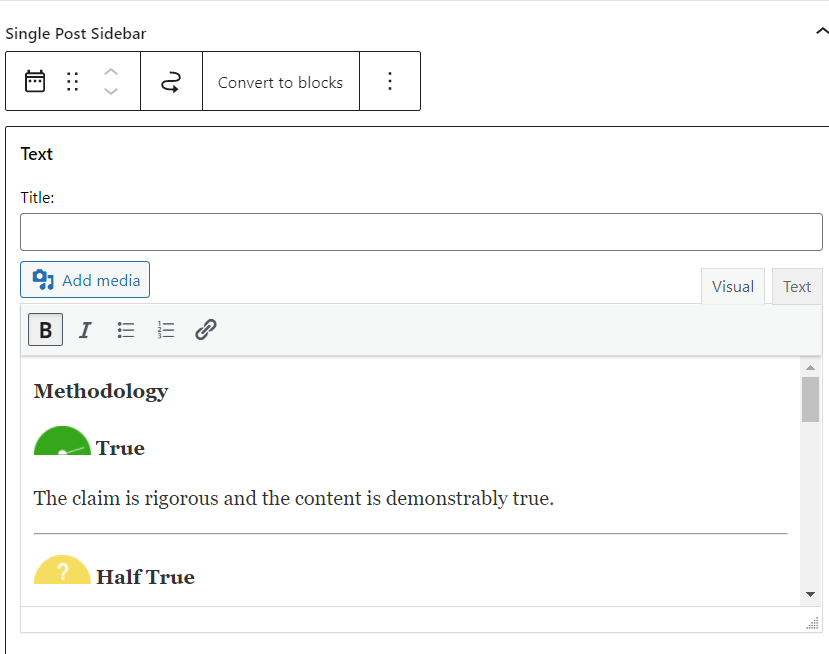 Single Post Sidebar
Convert to blocks
Text
Title:
Add media
Visual Text
B I
Methodology
True
The claim is rigorous and the content is demonstrably true.
? Half True